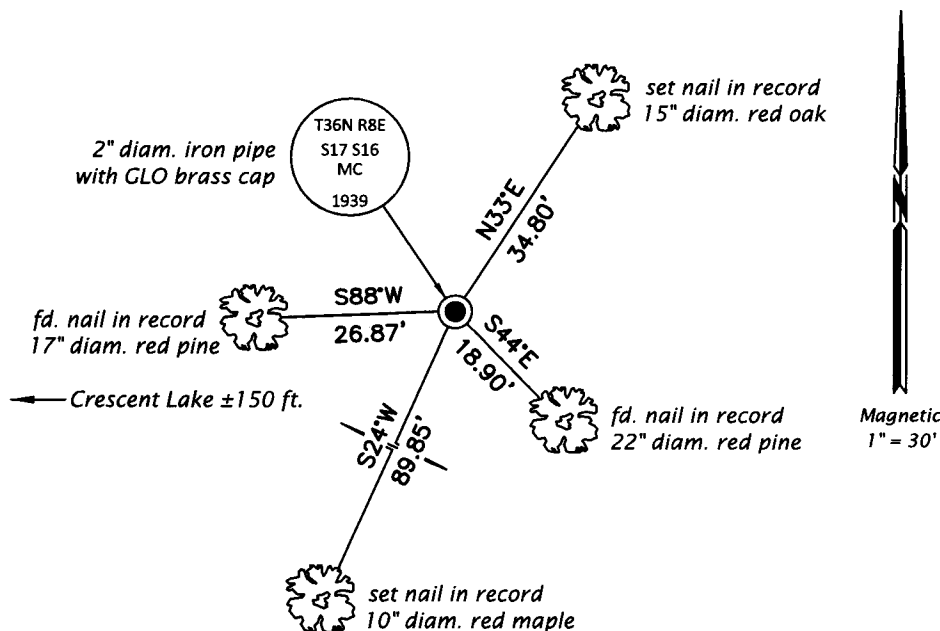 set nail in record
15" diam. red oak
T36N R8E
S17 S16
MC
1939
2" diam. iron pipe
with GLO brass cap
N33°E
34.80'
N
S88°W
26.87'
fd. nail in record
17" diam. red pine
S44°E
18.90'
Crescent Lake ±150 ft.
fd. nail in record
22" diam. red pine
Magnetic
1" = 30'
S24°W
89.85'
set nail in record
10" diam. red maple